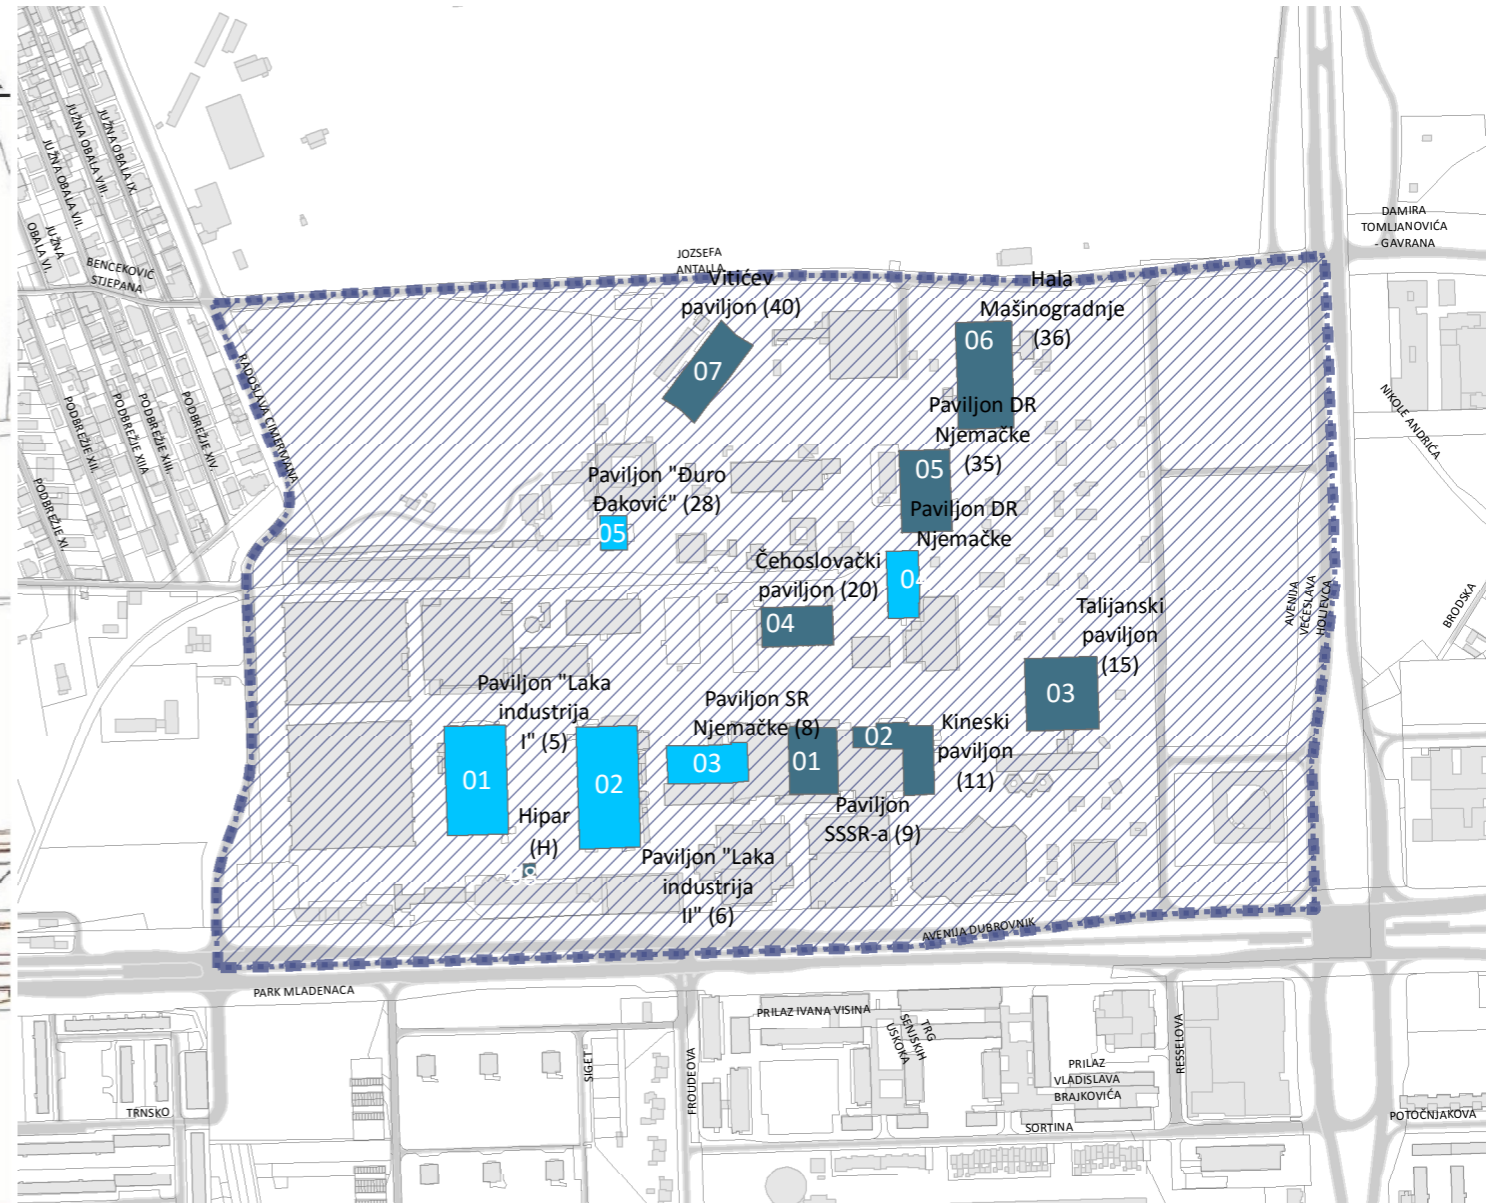 JUŽNA OBALA IX.
JUŽNA OBALA VIII.
JUŽNA OBALA VII.
JUŽNA
OBALA VI.
BENCEKOVIĆ
STJEPANA
JOZSEFA
ANTALLA
DAMIRA
TOMLJANOVIĆA
- GAVRANA
Vitićev
paviljon (40)
07
Hala
Mašinogradnje
(36)
06
RADOSLAVA CIMERMANA
NIKOLE ANDRIĆA
PODBREŽJE XII.
PODBREŽJE XIIA
PODBREŽJE XIII.
PODBREŽJE XIV.
PODBREŽJE XI.
Paviljon DR
Njemačke
(35)
05
Paviljon "Đuro
Đaković" (28)
05
Paviljon DR
Njemačke
04
Čehoslovački
paviljon (20)
04
AVENIJA
VEĆESLAVA
HOLJEVCA
BRODSKA
Talijanski
paviljon
(15)
03
Paviljon "Laka
industrija
I" (5)
01
02
Paviljon SR
Njemačke (8)
03
01
02
Kineski
paviljon
(11)
Paviljon
SSSR-a (9)
Hipar
(H)
08
Paviljon "Laka
industrija
II" (6)
AVENIJA DUBROVNIK
PARK MLADENACA
PRILAZ IVANA VISINA
TRG
SENJSKIH
USKOKA
RESSELOVA
SIGET
FROUDEOVA
PRILAZ
VLADISLAVA
BRAJKOVIĆA
TRNSKO
SORTINA
POTOČNJAKOVA